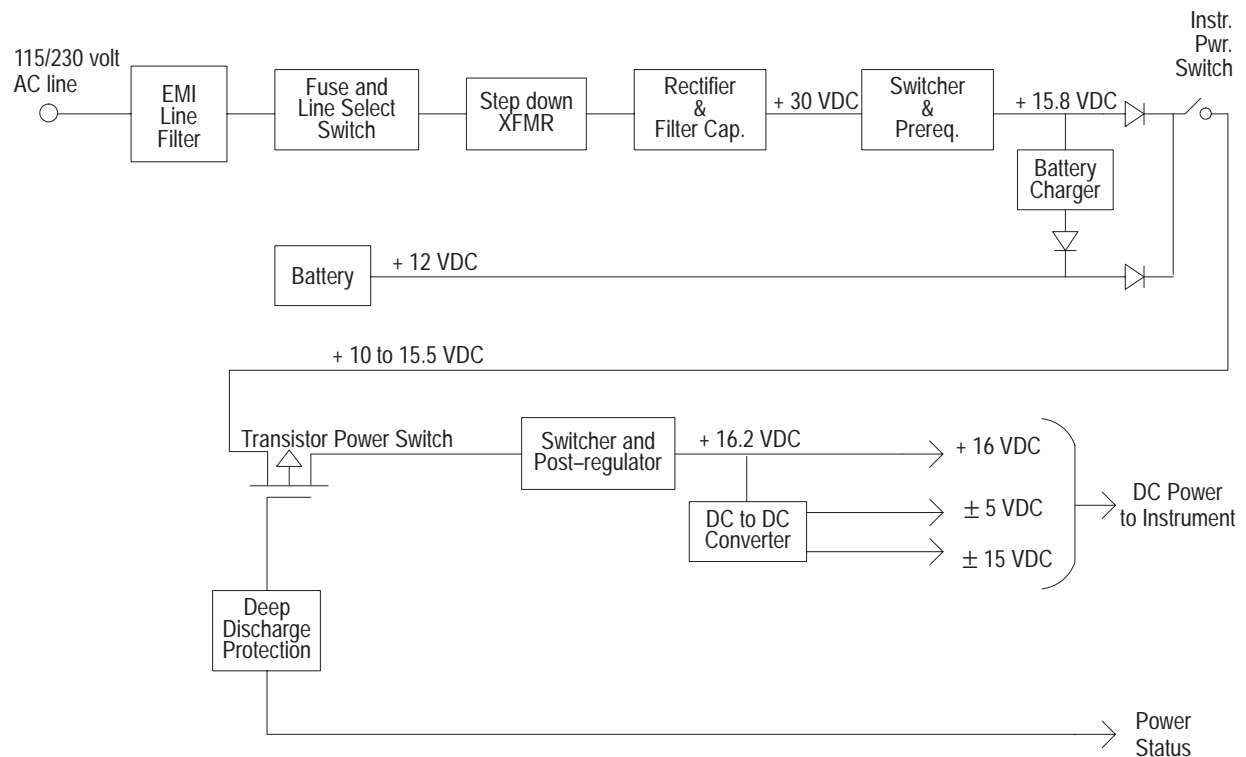 Instr.
Pwr.
Switch
115/230 volt
AC line
EMI
Line
Filter
Fuse and
Line Select
Switch
Step down
XFMR
Rectifier
&
Filter Cap.
+ 30 VDC
Switcher
&
Prereq.
+ 15.8 VDC
Battery
Charger
Battery
+ 12 VDC
+ 10 to 15.5 VDC
Transistor Power Switch
Switcher and
Post–regulator
+ 16.2 VDC
+ 16 VDC
DC to DC
Converter
± 5 VDC
± 15 VDC
DC Power
to Instrument
Deep
Discharge
Protection
Power
Status